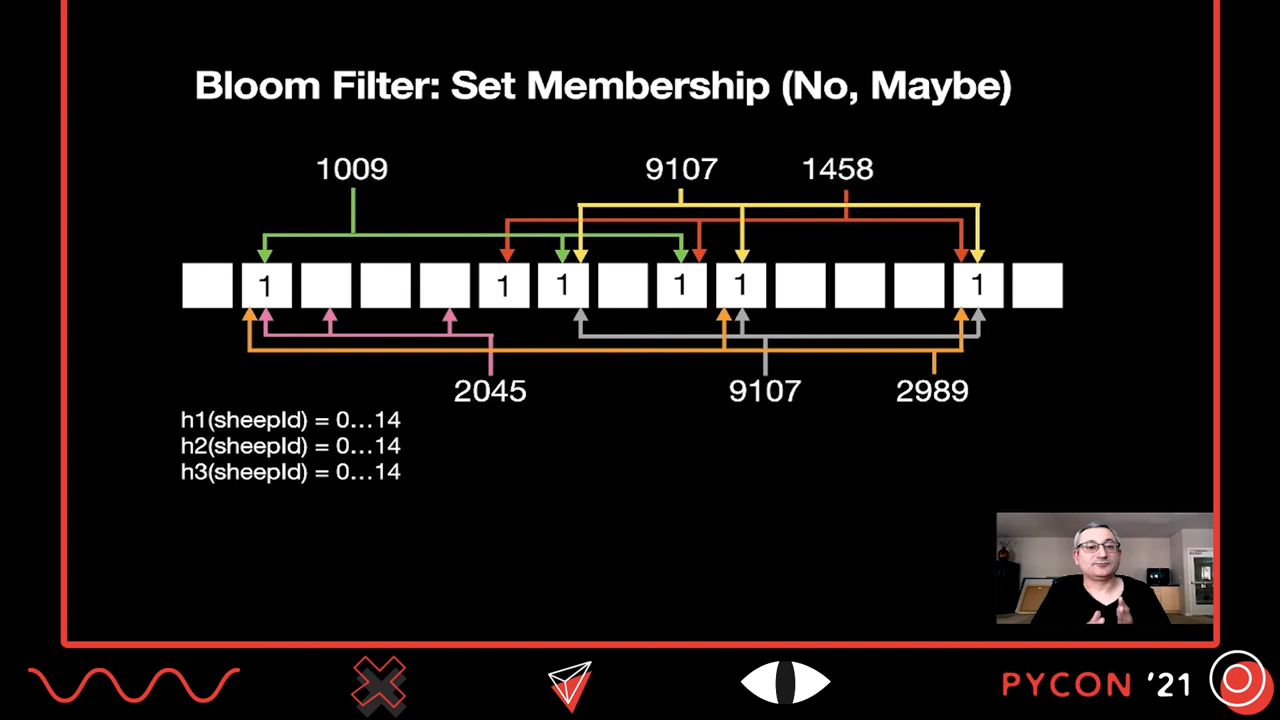 Bloom Filter: Set Membership (No, Maybe)
1009 9107 1458
1 1 1 1 1 1
2045 9107 2989
h1(sheepId) = 0...14
h2(sheepId) = 0...14
h3(sheepId) = 0...14
PYCON '21